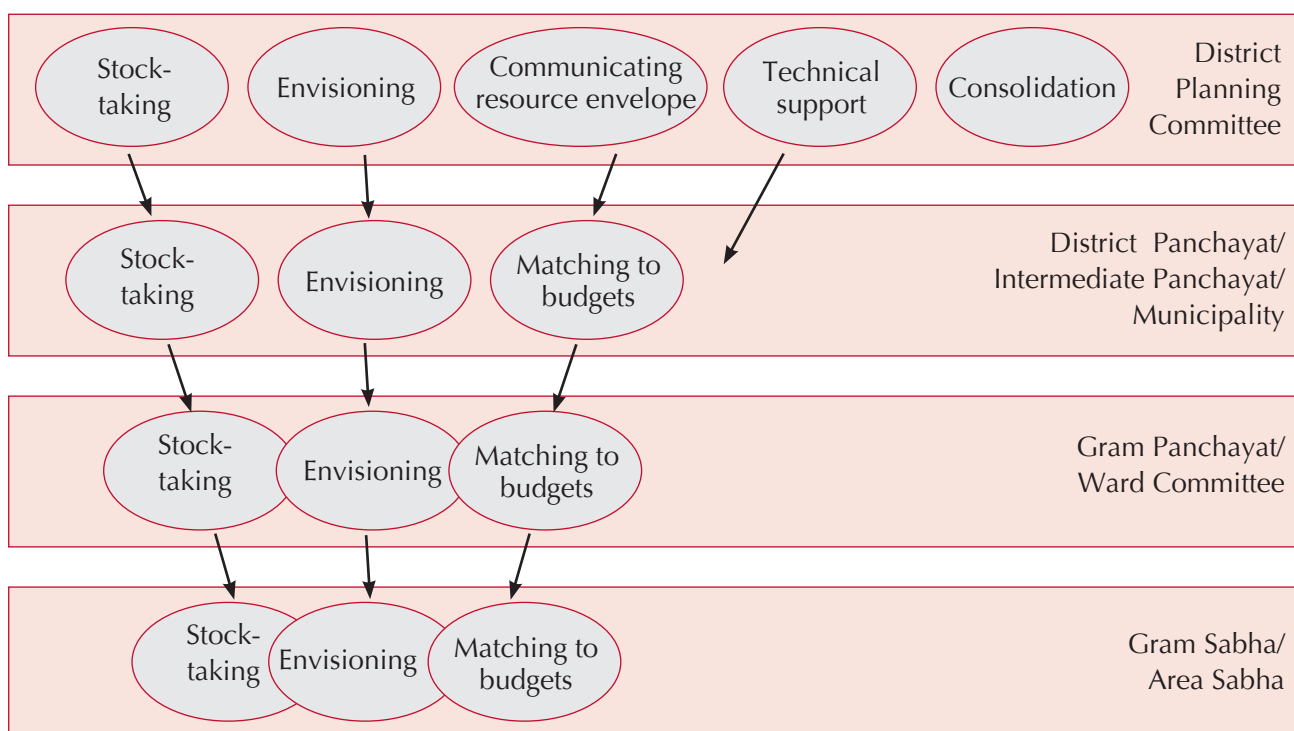 Stock-
taking
Envisioning
Communicating
resource envelope
Technical
support
Consolidation
District
Planning
Committee
Stock-
taking
Envisioning
Matching to
budgets
District Panchayat/
Intermediate Panchayat/
Municipality
Stock-
taking
Envisioning
Matching to
budgets
Gram Panchayat/
Ward Committee
Stock-
taking
Envisioning
Matching to
budgets
Gram Sabha/
Area Sabha